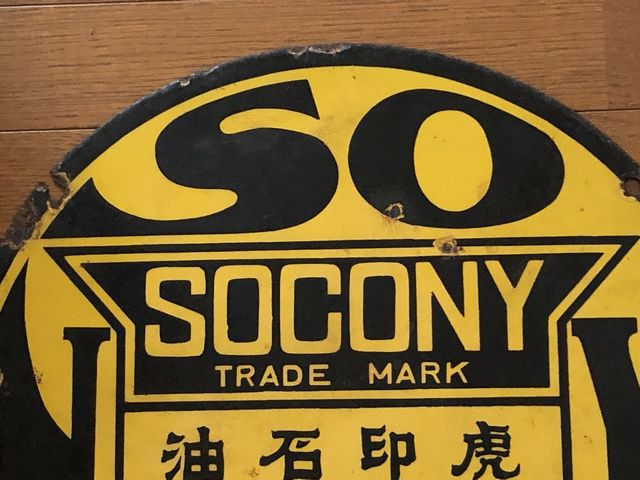 SO
SOCONY
TRADE MARK
油石印虎